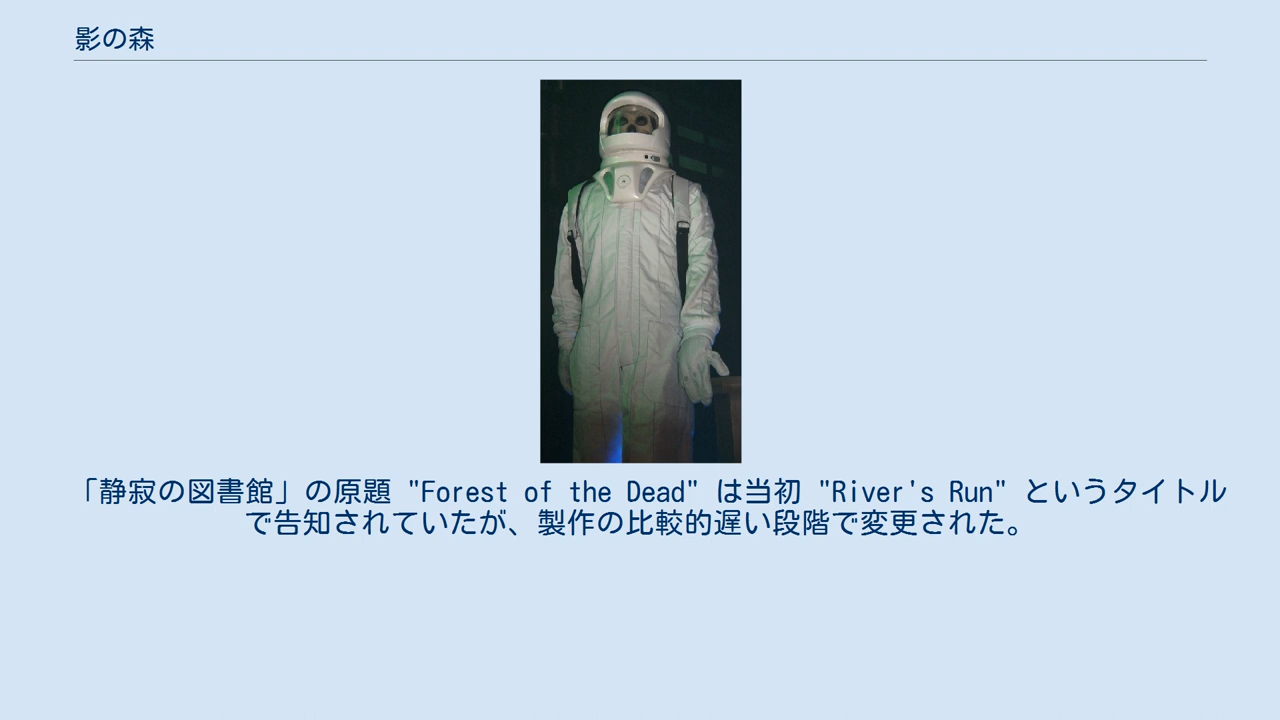 影の森
「静寂の図書館」の原題 "Forest of the Dead" は当初 "River's Run" というタイトル
で告知されていたが、製作の比較的遅い段階で変更された。